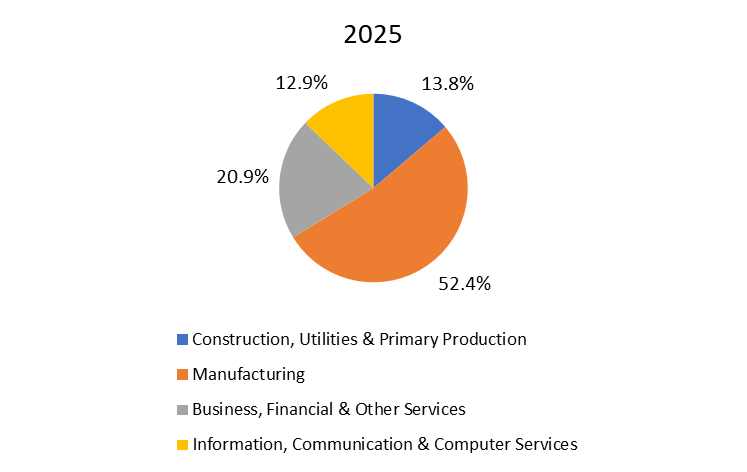 2025
12.9%
13.8%
20.9%
52.4%
Construction, Utilities & Primary Production
Manufacturing
Business, Financial & Other Services
Information, Communication & Computer Services